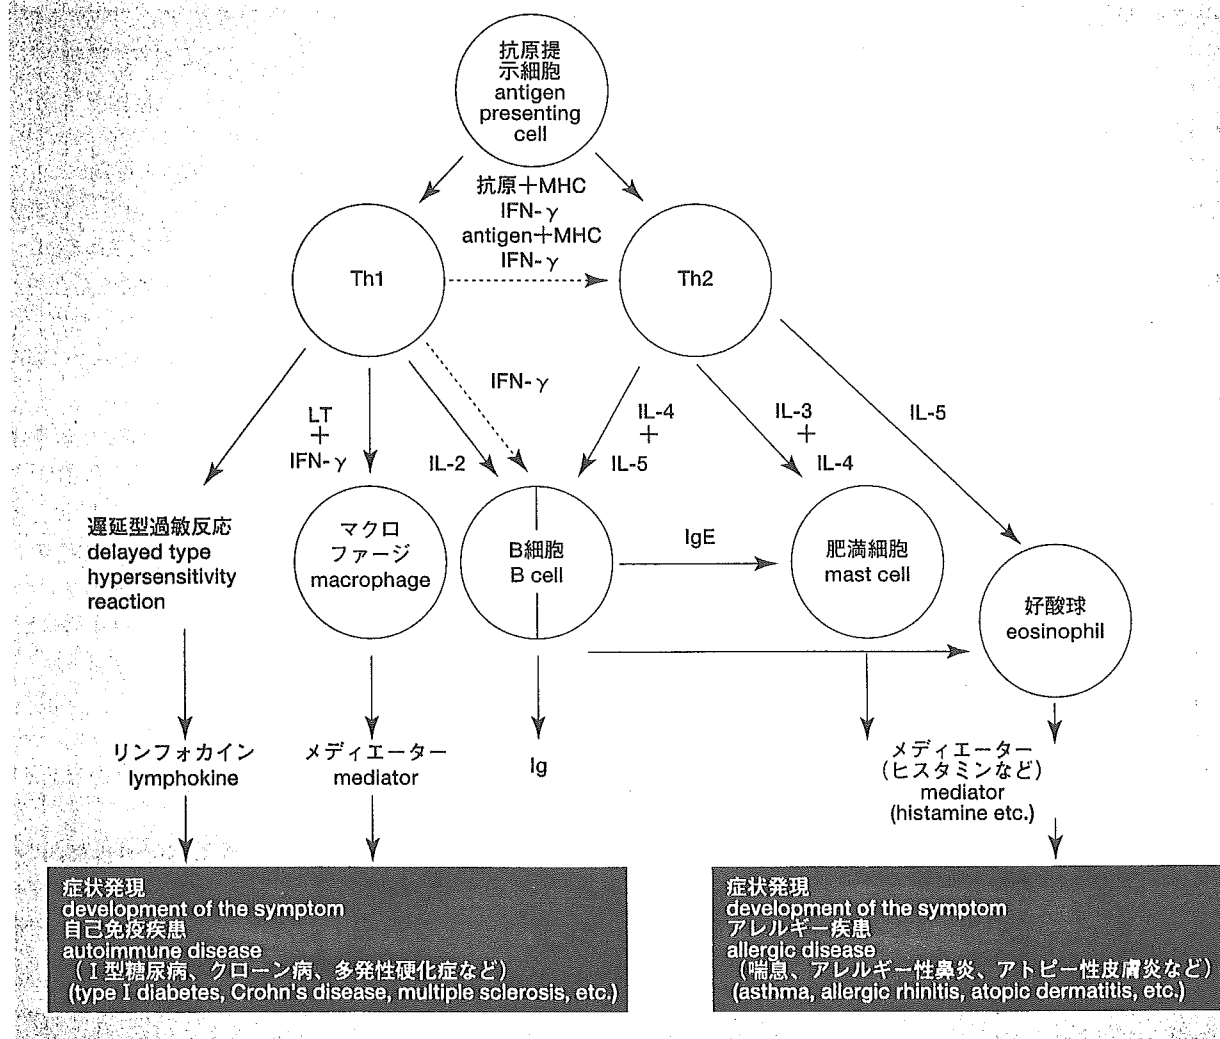 抗原提
示細胞
antigen
presenting
cell
抗原＋MHC
IFN-γ
antigen＋MHC
IFN-γ
Th1
Th2
IFN-γ
LT
＋
IFN-γ
IL-2
IL-4
＋
IL-5
IL-3
＋
IL-4
IL-5
遅延型過敏反応
delayed type
hypersensitivity
reaction
マクロ
ファージ
macrophage
B細胞
B cell
IgE
肥満細胞
mast cell
好酸球
eosinophil
リンフォカイン
lymphokine
メディエーター
mediator
Ig
メディエーター
（ヒスタミンなど）
mediator
(histamine etc.)
症状発現
development of the symptom
自己免疫疾患
autoimmune disease
（Ⅰ型糖尿病、クローン病、多発性硬化症など）
(type Ⅰ diabetes, Crohn's disease, multiple sclerosis, etc.)
症状発現
development of the symptom
アレルギー疾患
allergic disease
（喘息、アレルギー性鼻炎、アトピー性皮膚炎など）
(asthma, allergic rhinitis, atopic dermatitis, etc.)